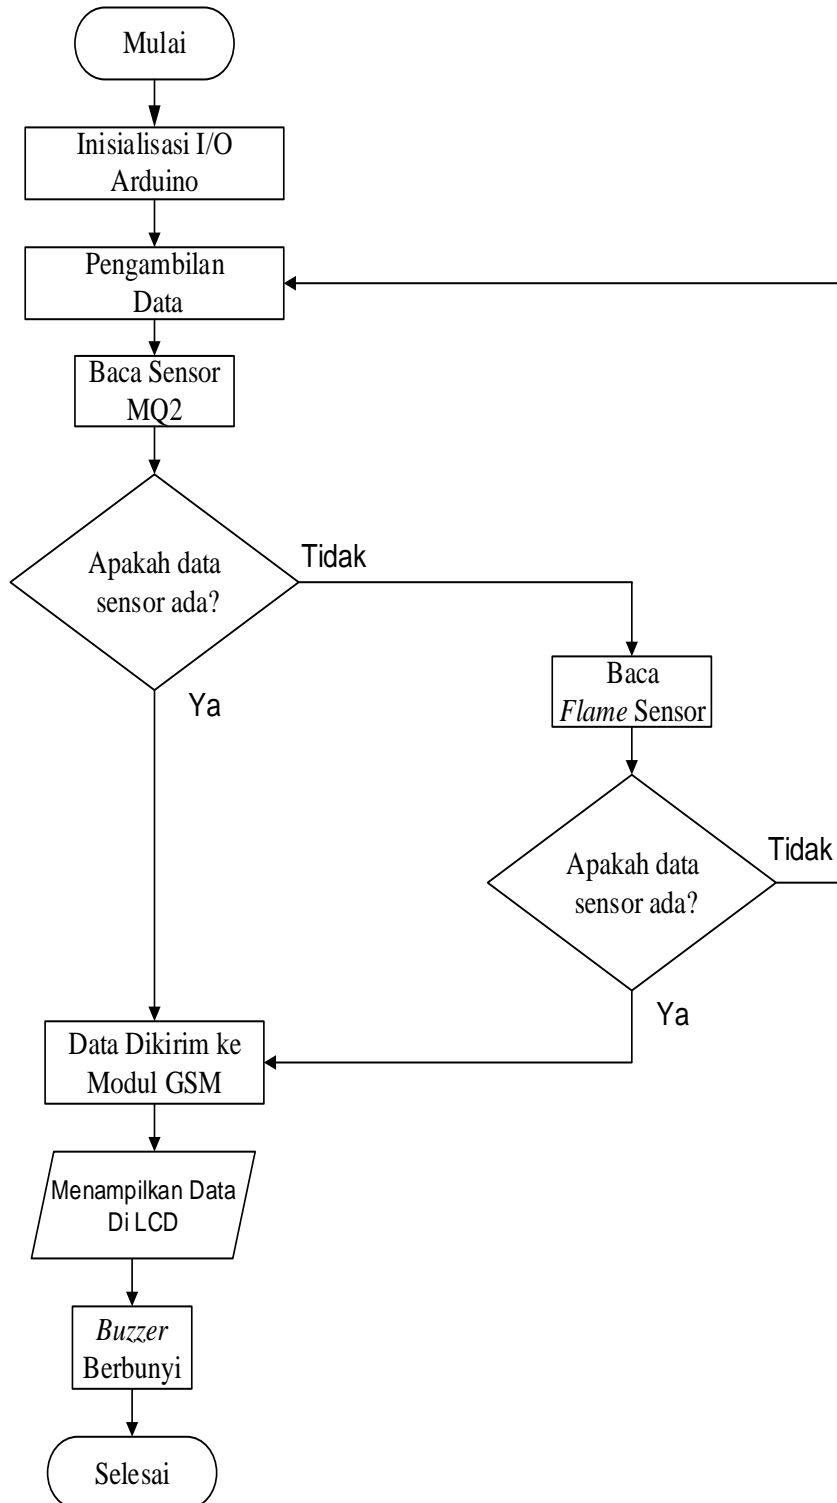 Mulai
Inisialisasi I/O
Arduino
Pengambilan
Data
Baca Sensor
MQ2
Apakah data
sensor ada?
Tidak
Ya
Baca
Flame Sensor
Apakah data
sensor ada?
Tidak
Ya
Data Dikirim ke
Modul GSM
Menampilkan Data
Di LCD
Buzzer
Berbunyi
Selesai